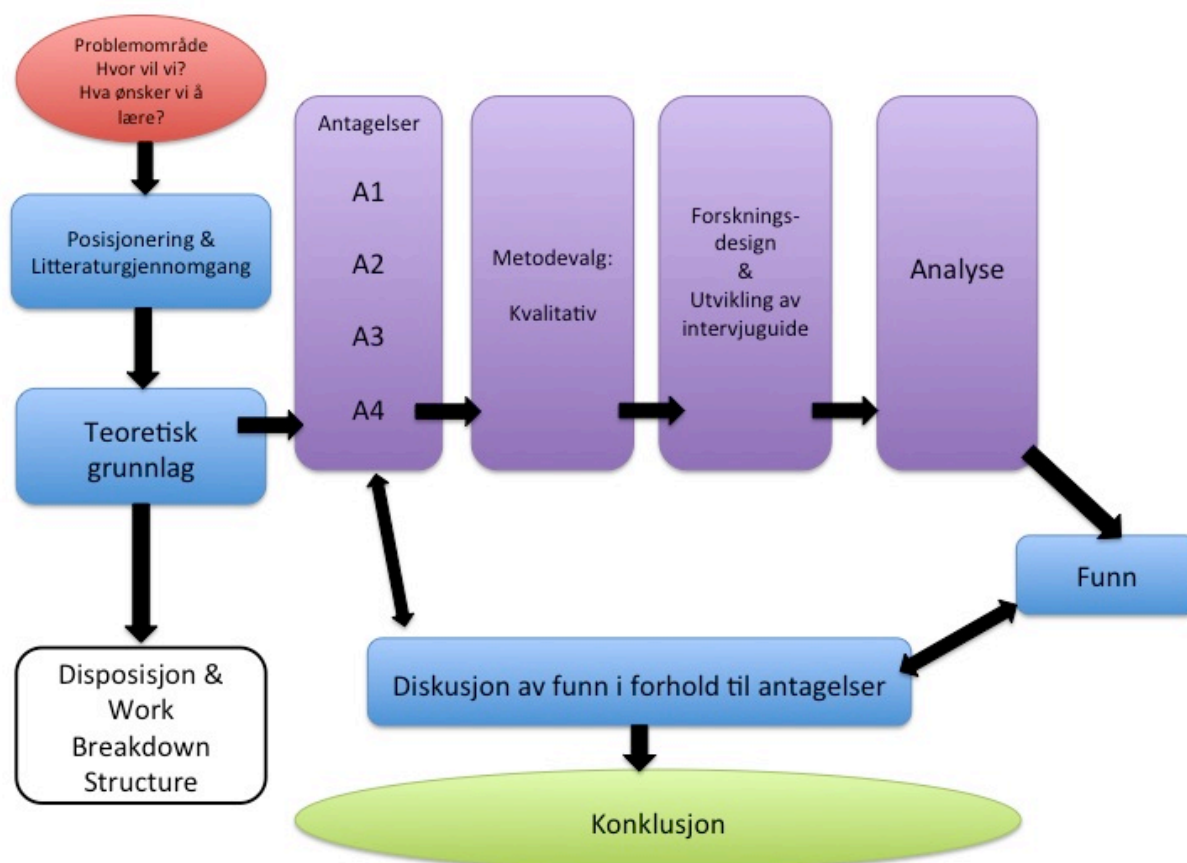 Problemområde
Hvor vil vi?
Hva ønsker vi å
lære?
Posisjonering &
Litteraturgjennomgang
Teoretisk
grunnlag
Disposisjon &
Work
Breakdown
Structure
Antagelser
A1
A2
A3
A4
Metodevalg:
Kvalitativ
Forsknings-
design
&
Utvikling av
intervjuguide
Analyse
Funn
Diskusjon av funn i forhold til antagelser
Konklusjon